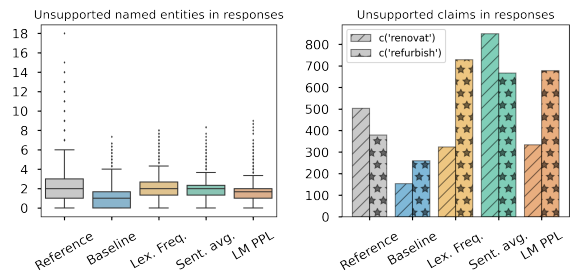 Unsupported named entities in responses
18
16
14
12
10
8
6
4
2
0
Reference
Baseline
Lex. Freq.
Sent. avg.
LM PPL
Unsupported claims in responses
c('renovat')
c('refurbish')
800
700
600
500
400
300
200
100
0
Reference
Baseline
Lex. Freq.
Sent. avg.
LM PPL